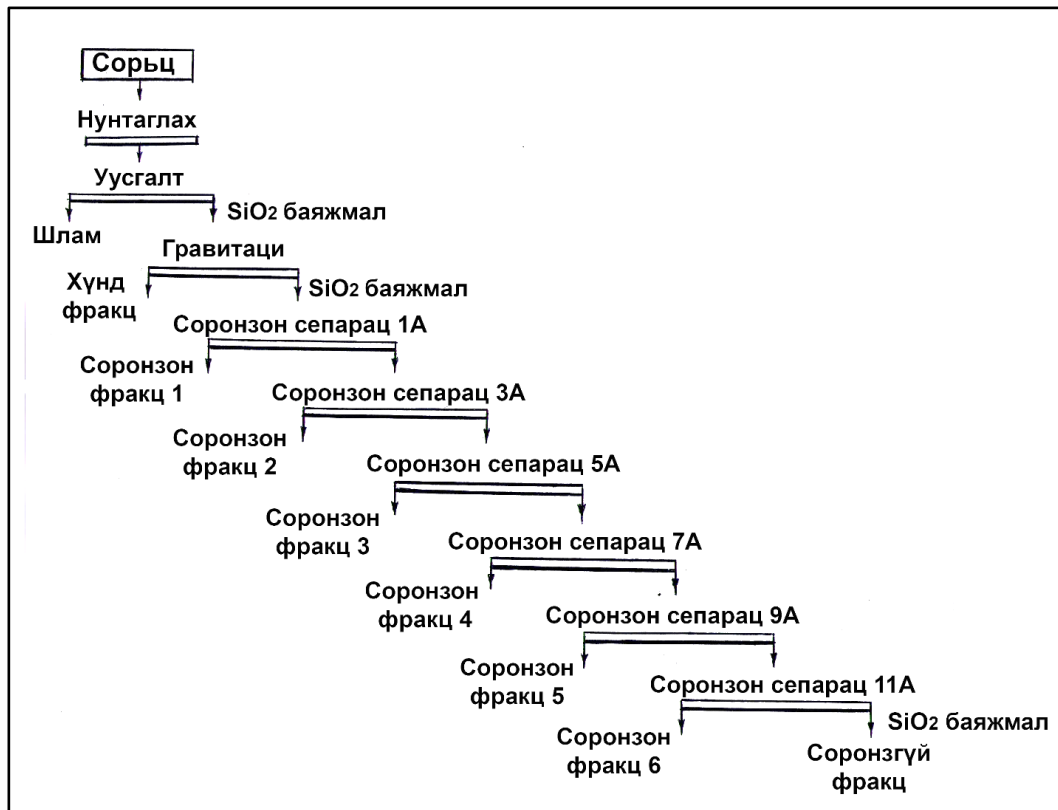 Сорьц
Нунтаглах
Уусгалт
SiO2 баяжмал
Шлам
Гравитаци
Хүнд
фракц
SiO2 баяжмал
Соронзон сепарац 1А
Соронзон
фракц 1
Соронзон сепарац 3А
Соронзон
фракц 2
Соронзон сепарац 5А
Соронзон
фракц 3
Соронзон сепарац 7А
Соронзон
фракц 4
Соронзон сепарац 9А
Соронзон
фракц 5
Соронзон сепарац 11А
SiO2 баяжмал
Соронзон
фракц 6
Соронзгүй
фракц